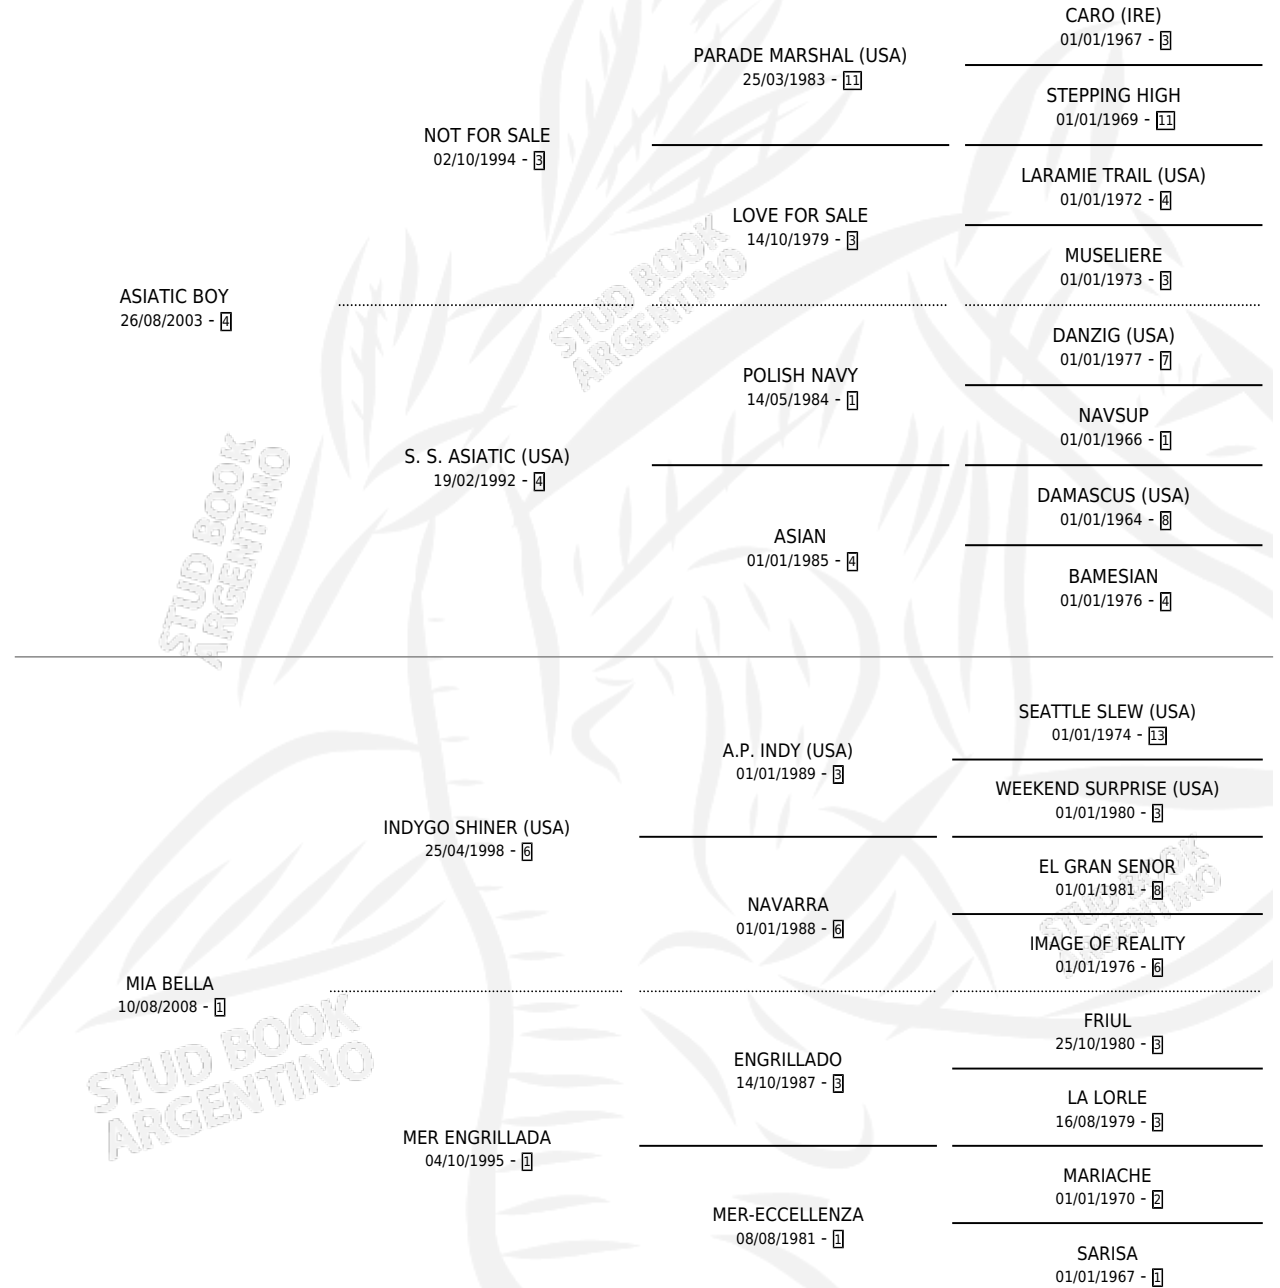 CARO (IRE)
01/01/1967 - 3
PARADE MARSHAL (USA)
25/03/1983 - 11
STEPPING HIGH
01/01/1969 - 11
NOT FOR SALE
02/10/1994 - 3
LARAMIE TRAIL (USA)
01/01/1972 - 4
LOVE FOR SALE
14/10/1979 - 3
MUSELIERE
01/01/1973 - 3
ASIATIC BOY
26/08/2003 - 4
STUD BOOK
ARGENTINO
DANZIG (USA)
01/01/1977 - 7
POLISH NAVY
14/05/1984 - 1
NAVSUP
01/01/1966 - 1
S. S. ASIATIC (USA)
19/02/1992 - 4
DAMASCUS (USA)
01/01/1964 - 8
ASIAN
01/01/1985 - 4
BAMESIAN
01/01/1976 - 4
STUD BOOK
ARGENTINO
SEATTLE SLEW (USA)
01/01/1974 - 13
A.P. INDY (USA)
01/01/1989 - 3
WEEKEND SURPRISE (USA)
01/01/1980 - 3
INDYGO SHINER (USA)
25/04/1998 - 6
EL GRAN SENOR
01/01/1981 - 8
NAVARRA
01/01/1988 - 6
IMAGE OF REALITY
01/01/1976 - 6
STUD BOOK
ARGENTINO
MIA BELLA
10/08/2008 - 1
FRIUL
25/10/1980 - 3
ENGRILLADO
14/10/1987 - 3
LA LORLE
16/08/1979 - 3
STUD BOOK
ARGENTINO
MER ENGRILLADA
04/10/1995 - 1
MARIACHE
01/01/1970 - 2
MER-ECCELLENZA
08/08/1981 - 1
SARISA
01/01/1967 - 1